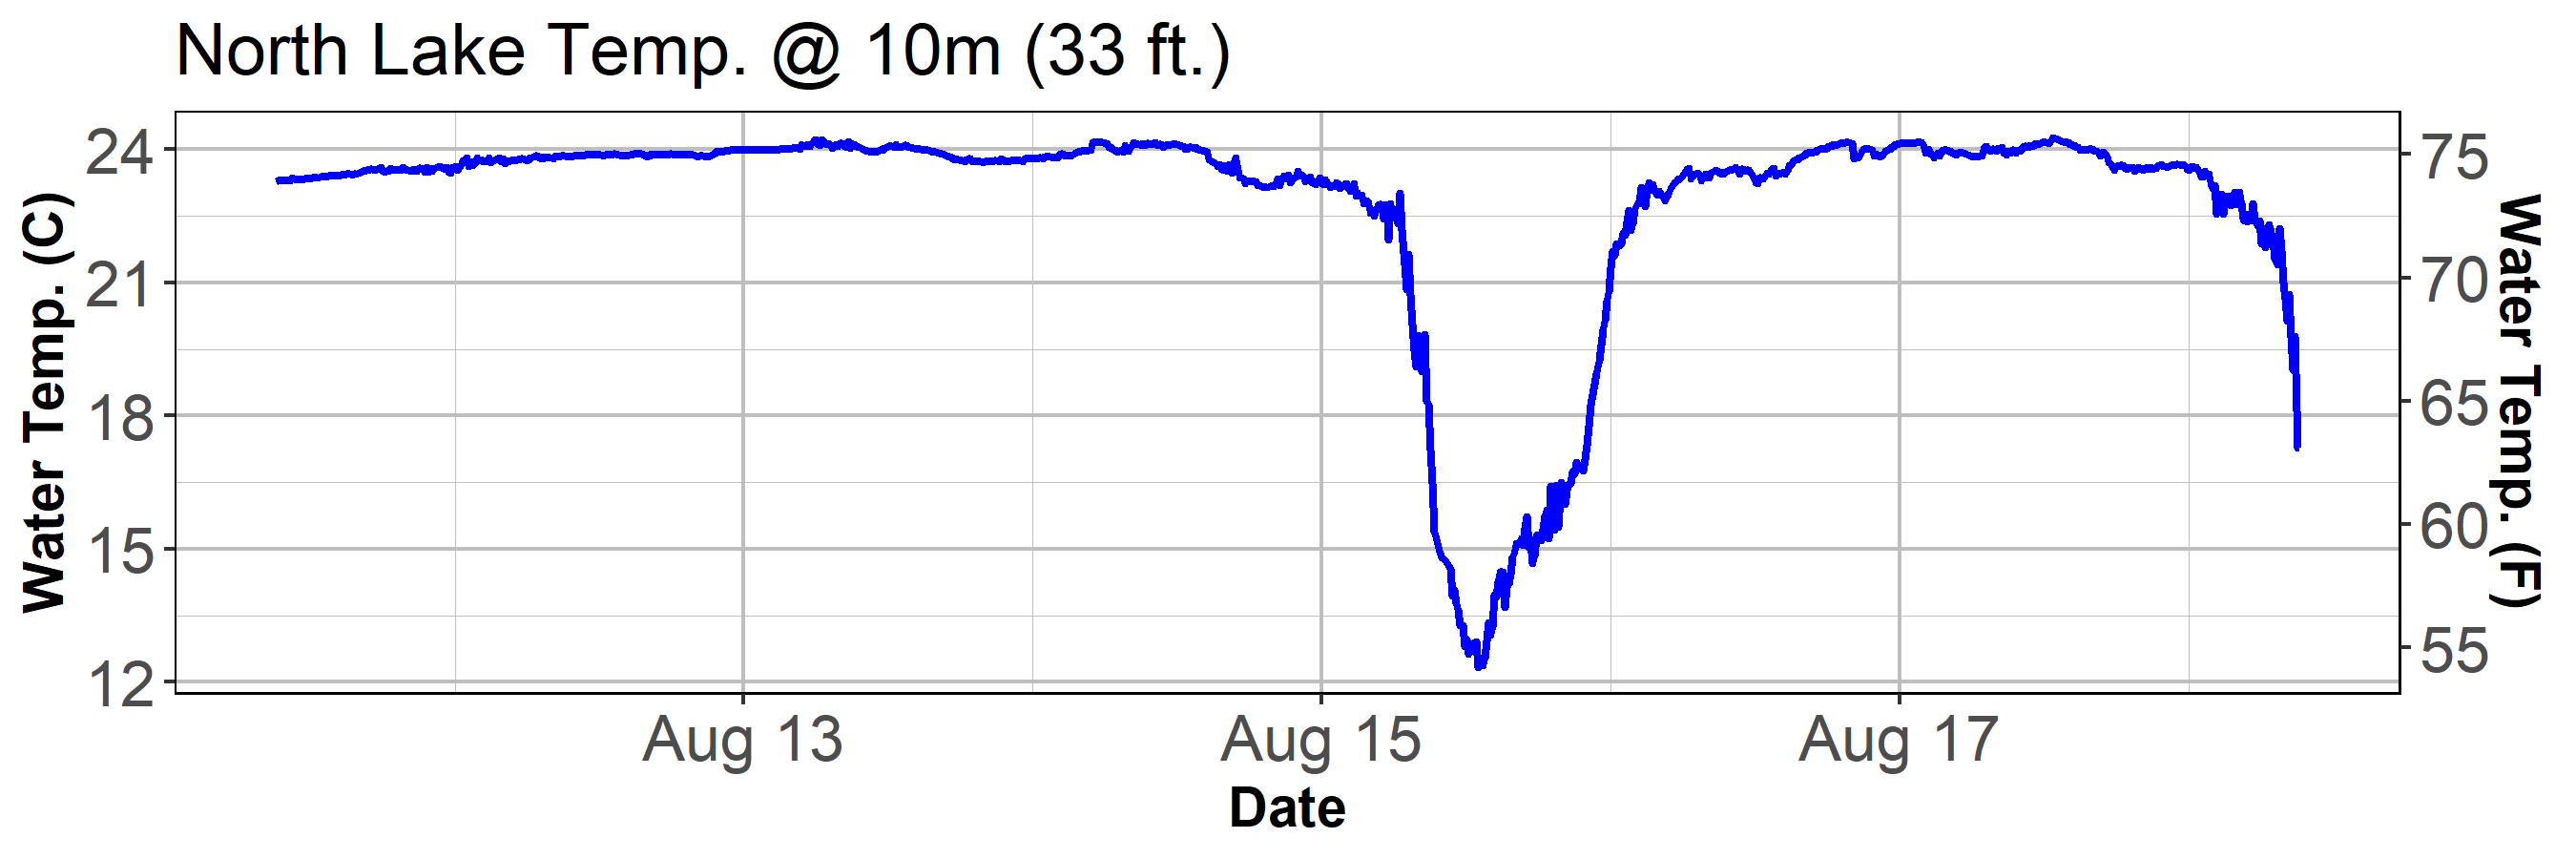 North Lake Temp. @ 10m (33 ft.)
Water Temp. (C)
24
21
18
15
12
75
70
65
60
55
Water Temp. (F)
Aug 13
Aug 15
Aug 17
Date